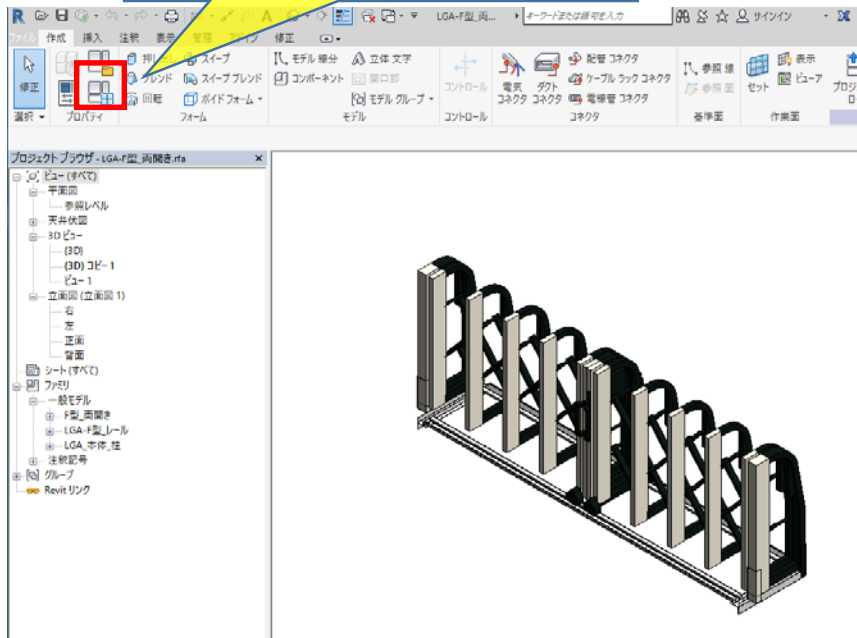 LGA-F型_両...
キーワードまたは語句を入力
サインイン
ファイル 作成 挿入 注釈 表示 管理 アドイン 修正
修正
選択
プロパティ
スイープ
ブレンド
スイープ ブレンド
回転
ボイド フォーム
フォーム
モデル 線分
立体 文字
コンポーネント
開口部
モデル グループ
モデル
コントロール
コントロール
電気 コネクタ
ダクト コネクタ
配管 コネクタ
ケーブル ラック コネクタ
電線管 コネクタ
コネクタ
参照 線
参照 面
基準面
セット
表示
ビューア
作業面
プロジ
プロジェクト ブラウザ - LGA-F型_両開き.rfa
ビュー (すべて)
平面図
参照レベル
天井伏図
3D ビュー
(3D)
(3D) コピー 1
ビュー 1
立面図 (立面図 1)
右
左
正面
背面
シート (すべて)
ファミリ
一般モデル
F型_両開き
LGA-F型_レール
LGA_本体_柱
注釈記号
グループ
Revit リンク